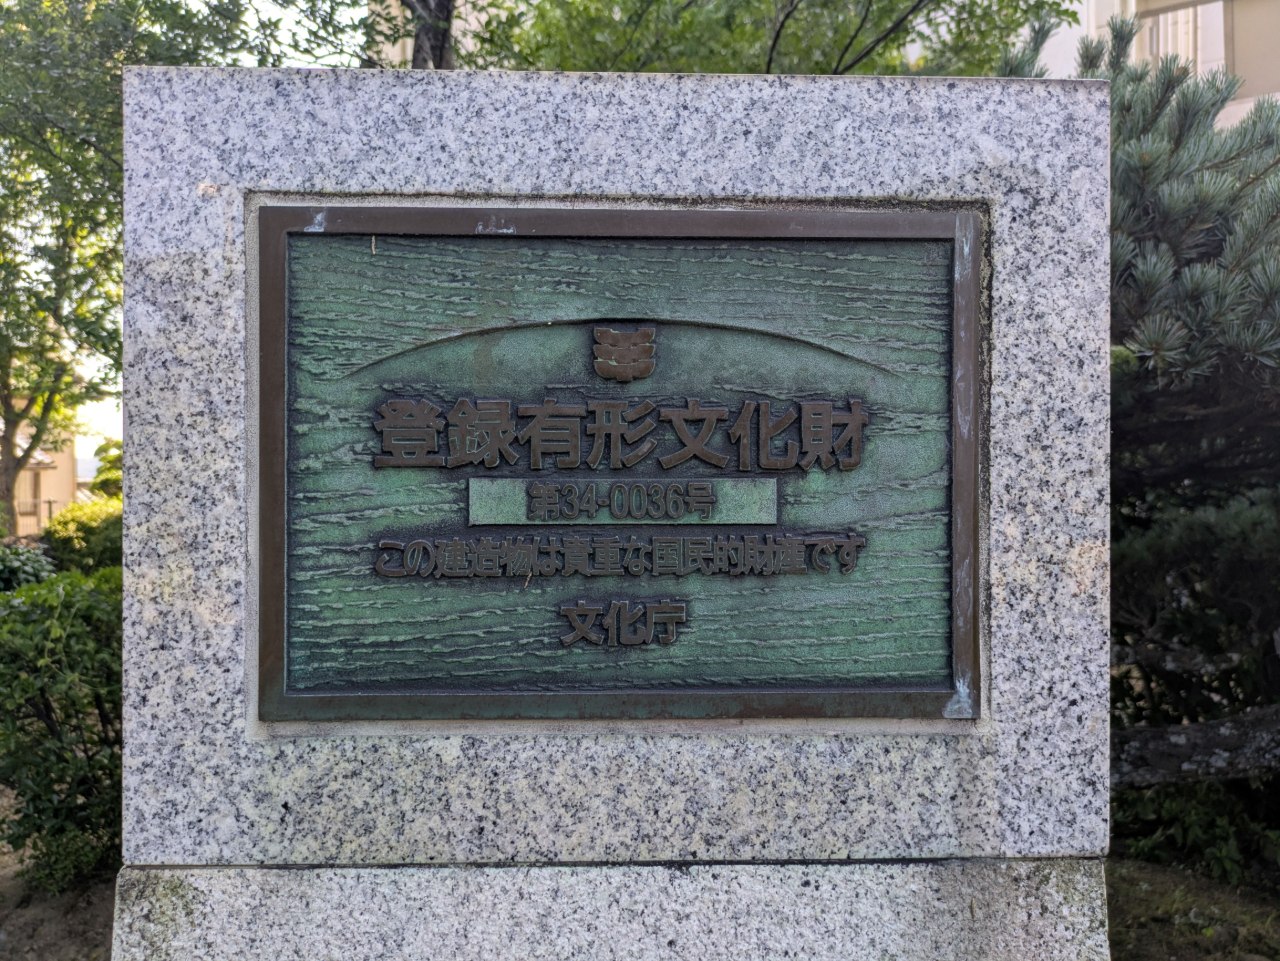 登録有形文化財
第34-0036号
この建造物は貴重な国民的財産です
文化庁